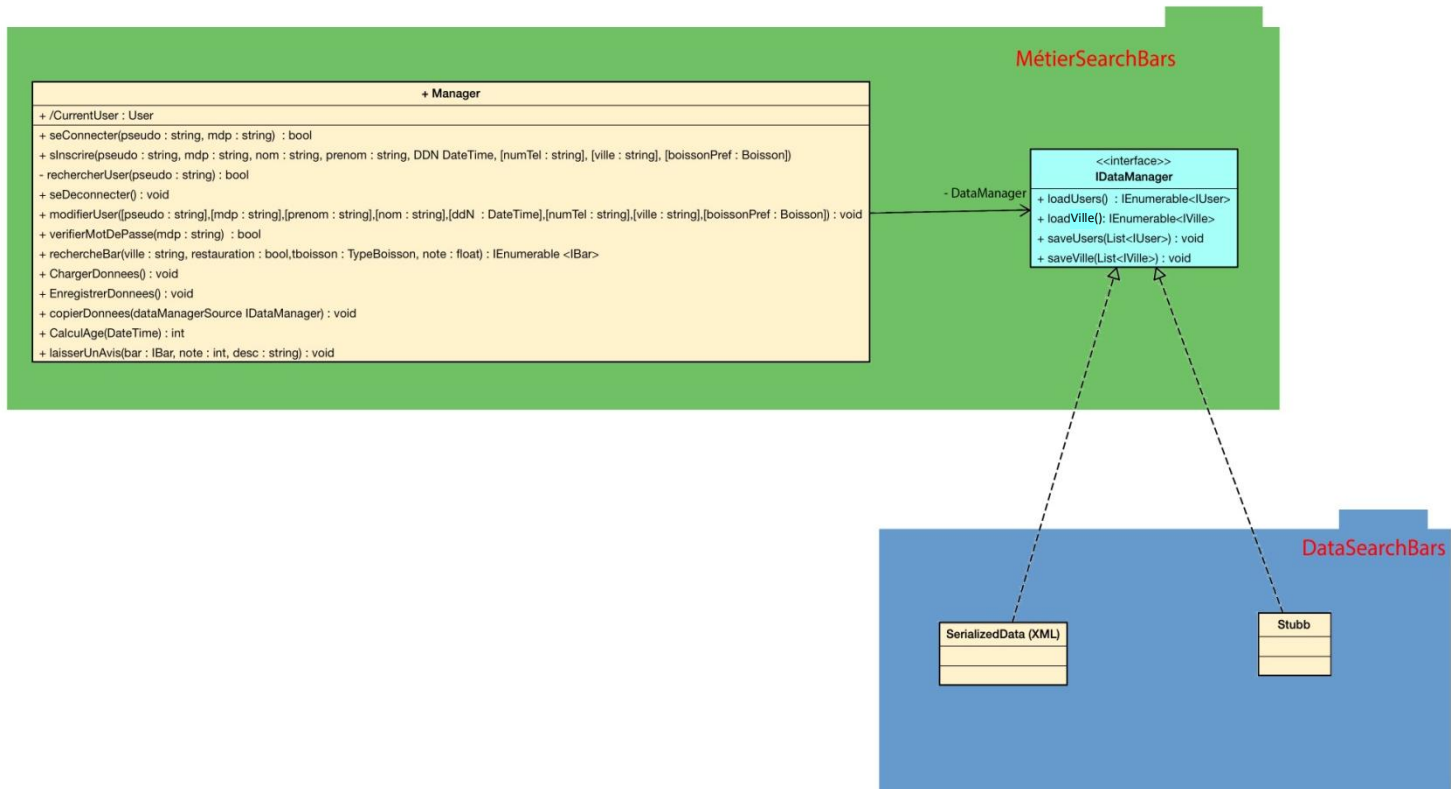 MétierSearchBars
+ Manager
+ /CurrentUser : User
+ seConnecter(pseudo : string, mdp : string) : bool
+ sInscrire(pseudo : string, mdp : string, nom : string, prenom : string, DDN DateTime, [numTel : string], [ville : string], [boissonPref : Boisson])
- rechercherUser(pseudo : string) : bool
+ seDeconnecter() : void
+ modifierUser([pseudo : string],[mdp : string],[prenom : string],[nom : string],[ddN : DateTime],[numTel : string],[ville : string],[boissonPref : Boisson]) : void
+ verifierMotDePasse(mdp : string) : bool
+ rechercheBar(ville : string, restauration : bool,tboisson : TypeBoisson, note : float) : IEnumerable <IBar>
+ ChargerDonnees() : void
+ EnregistrerDonnees() : void
+ copierDonnees(dataManagerSource IDataManager) : void
+ CalculAge(DateTime) : int
+ laisserUnAvis(bar : IBar, note : int, desc : string) : void
- DataManager
<<interface>>
IDataManager
+ loadUsers() : IEnumerable<IUser>
+ loadVille(): IEnumerable<IVille>
+ saveUsers(List<IUser>) : void
+ saveVille(List<IVille>) : void
DataSearchBars
SerializedData (XML)
Stubb